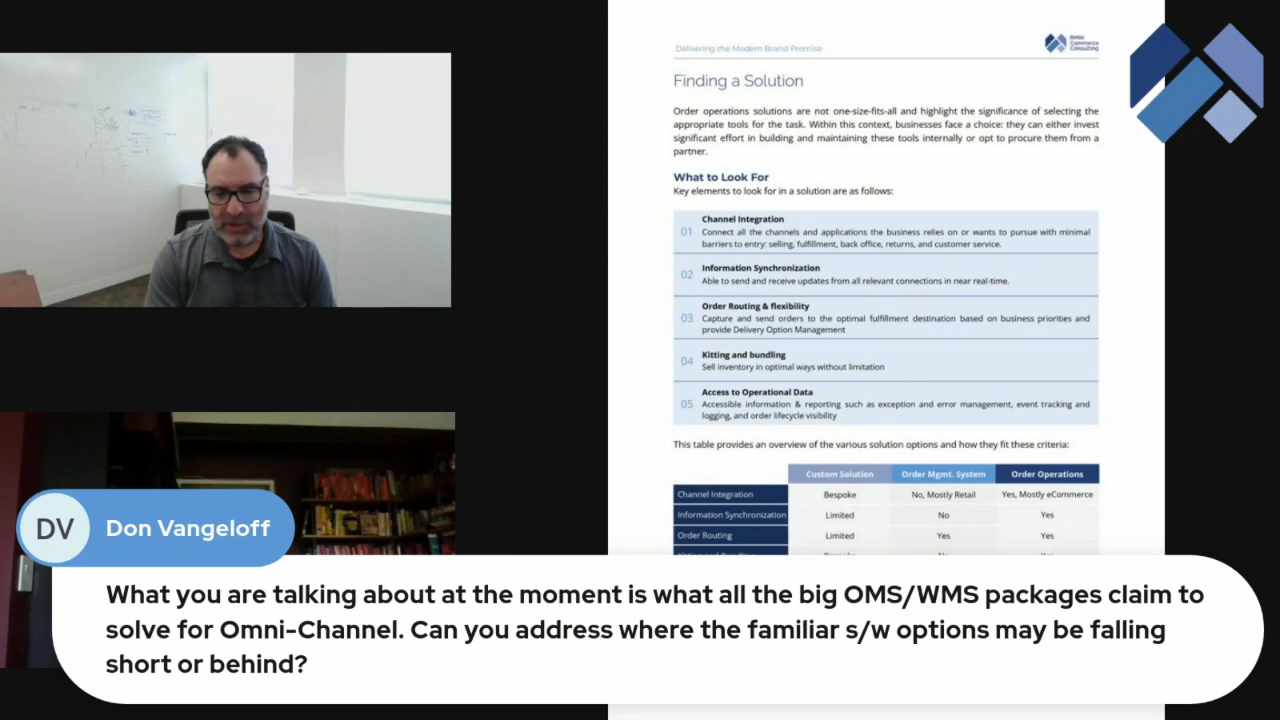 Delivering the Modern Brand Promise
RMW
Commerce
Consulting
Finding a Solution
Order operations solutions are not one-size-fits-all and highlight the significance of selecting the
appropriate tools for the task. Within this context, businesses face a choice: they can either invest
significant effort in building and maintaining these tools internally or opt to procure them from a
partner.
What to Look For
Key elements to look for in a solution are as follows:
01
Channel Integration
Connect all the channels and applications the business relies on or wants to pursue with minimal
barriers to entry: selling, fulfillment, back office, returns, and customer service.
02
Information Synchronization
Able to send and receive updates from all relevant connections in near real-time.
03
Order Routing & flexibility
Capture and send orders to the optimal fulfillment destination based on business priorities and
provide Delivery Option Management
04
Kitting and bundling
Sell inventory in optimal ways without limitation
05
Access to Operational Data
Accessible information & reporting such as exception and error management, event tracking and
logging, and order lifecycle visibility
This table provides an overview of the various solution options and how they fit these criteria:
Custom Solution Order Mgmt. System Order Operations
Channel Integration Bespoke No, Mostly Retail Yes, Mostly eCommerce
Information Synchronization Limited No Yes
Order Routing Limited Yes Yes
DV Don Vangeloff
What you are talking about at the moment is what all the big OMS/WMS packages claim to
solve for Omni-Channel. Can you address where the familiar s/w options may be falling
short or behind?